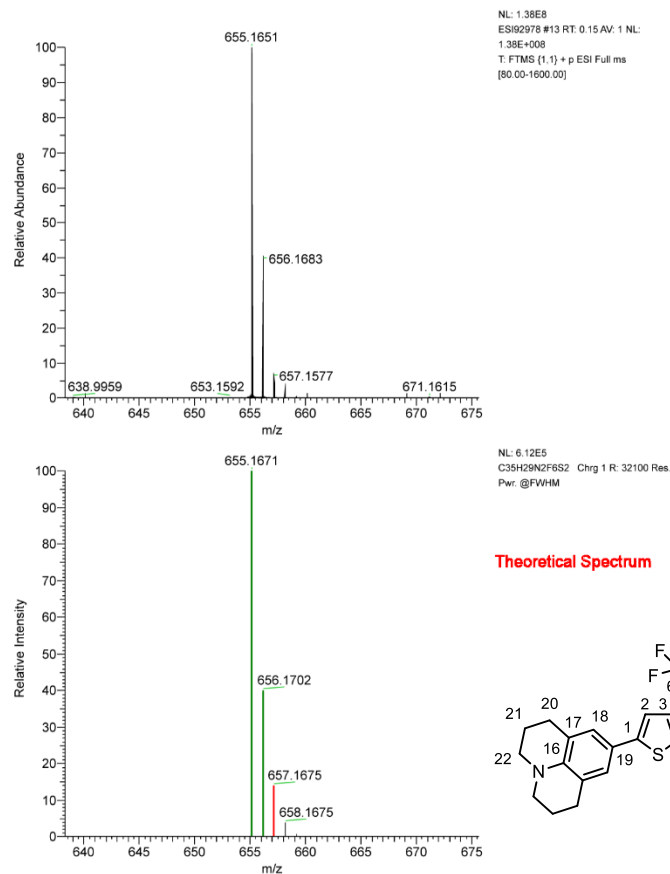 NL: 1.38E8
ESI92978 #13 RT: 0.15 AV: 1 NL:
1.38E+008
T: FTMS {1,1} + p ESI Full ms
[80.00-1600.00]
655.1651
100
90
80
70
60
50
40
30
20
10
0
Relative Abundance
656.1683
657.1577
638.9959
653.1592
671.1615
640 645 650 655 660 665 670 675
m/z
NL: 6.12E5
C35H29N2F6S2 Chrg 1 R: 32100 Res.
Pwr. @FWHM
655.1671
100
90
80
70
60
50
40
30
20
10
0
Relative Intensity
656.1702
657.1675
658.1675
640 645 650 655 660 665 670 675
m/z
Theoretical Spectrum
F
F
6
20
2 3
21
17
18
1
22
16
19
S
N